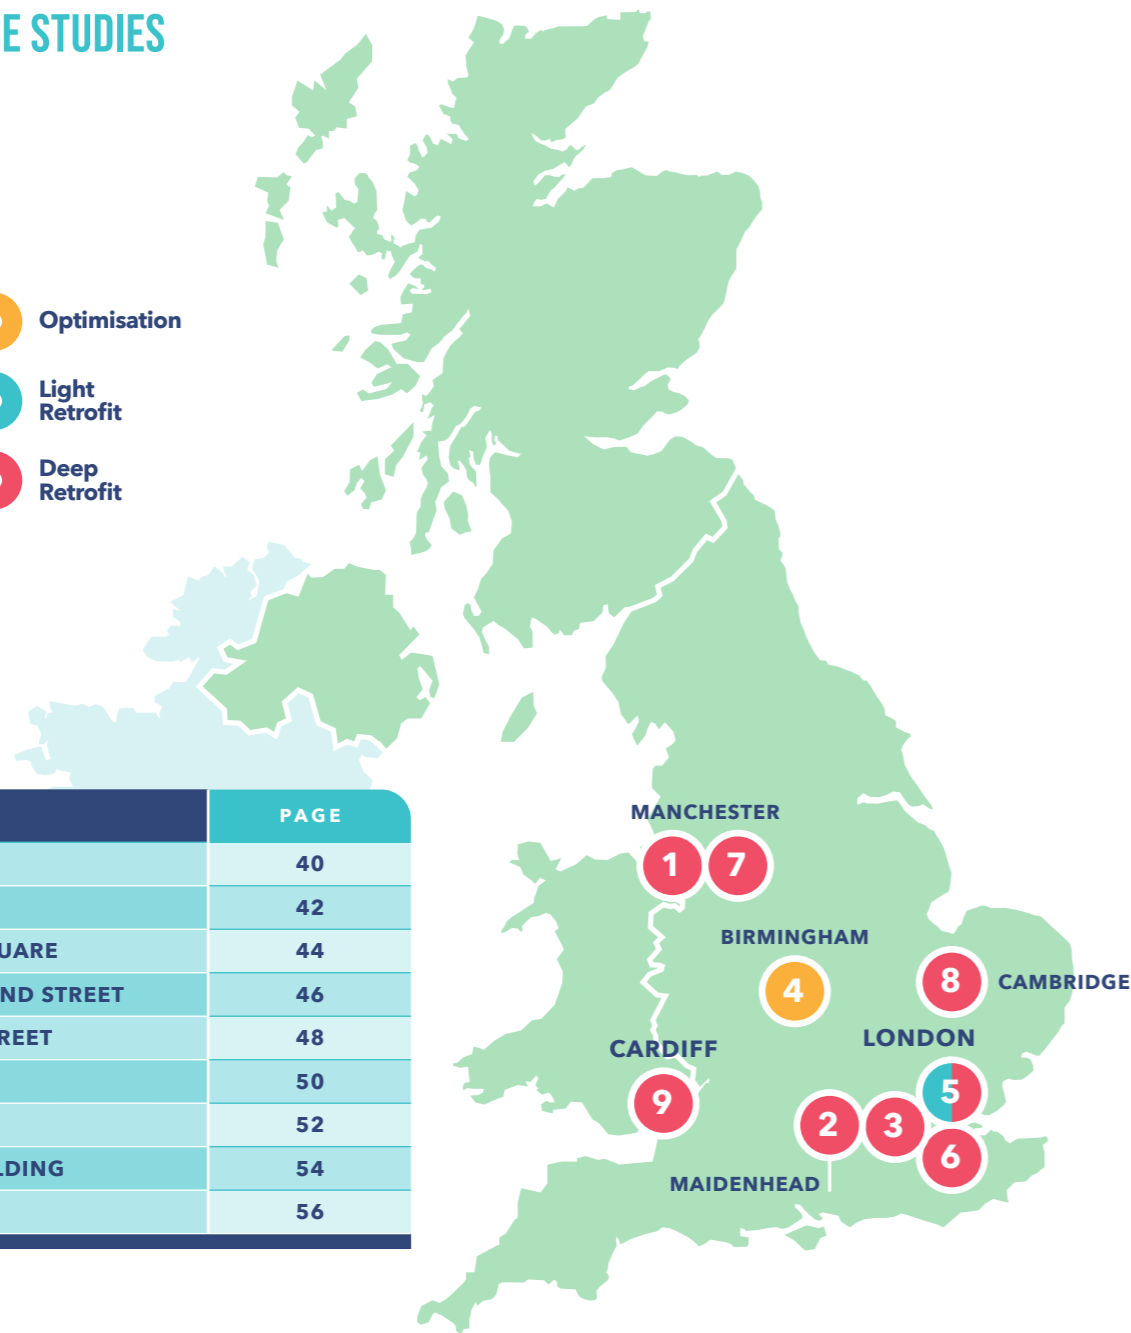 E STUDIES
Optimisation
Light
Retrofit
Deep
Retrofit
PAGE
40
42
UARE 44
ND STREET 46
REET 48
50
52
LDING 54
56
MANCHESTER
1 7
BIRMINGHAM
4
8 CAMBRIDGE
LONDON
CARDIFF
5
9
2 3
6
MAIDENHEAD